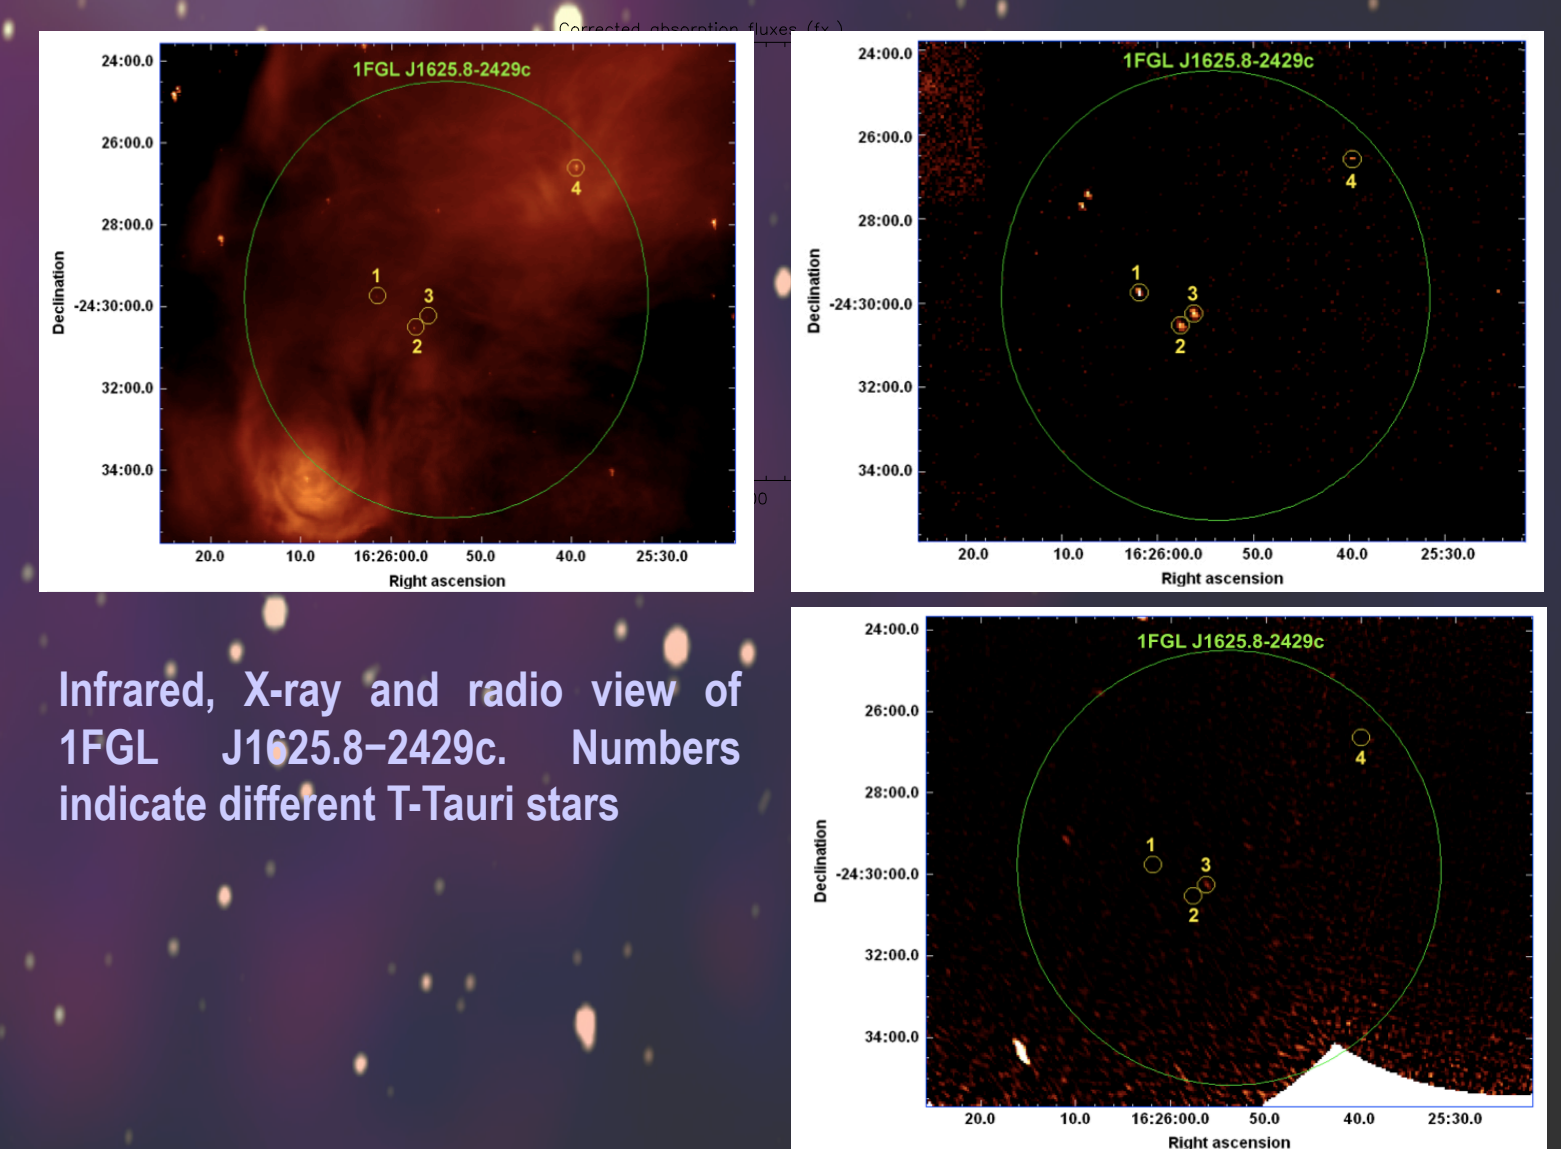 Corrected absorption fluxes (fx )
1FGL J1625.8-2429c
24:00.0
26:00.0
28:00.0
-24:30:00.0
32:00.0
34:00.0
Declination
1
2
3
4
20.0 10.0 16:26:00.0 50.0 40.0 25:30.0
Right ascension
1FGL J1625.8-2429c
24:00.0
26:00.0
28:00.0
-24:30:00.0
32:00.0
34:00.0
Declination
1
2
3
4
20.0 10.0 16:26:00.0 50.0 40.0 25:30.0
Right ascension
Infrared, X-ray and radio view of
1FGL J1625.8−2429c. Numbers
indicate different T-Tauri stars
1FGL J1625.8-2429c
24:00.0
26:00.0
28:00.0
-24:30:00.0
32:00.0
34:00.0
Declination
1
2
3
4
20.0 10.0 16:26:00.0 50.0 40.0 25:30.0
Right ascension